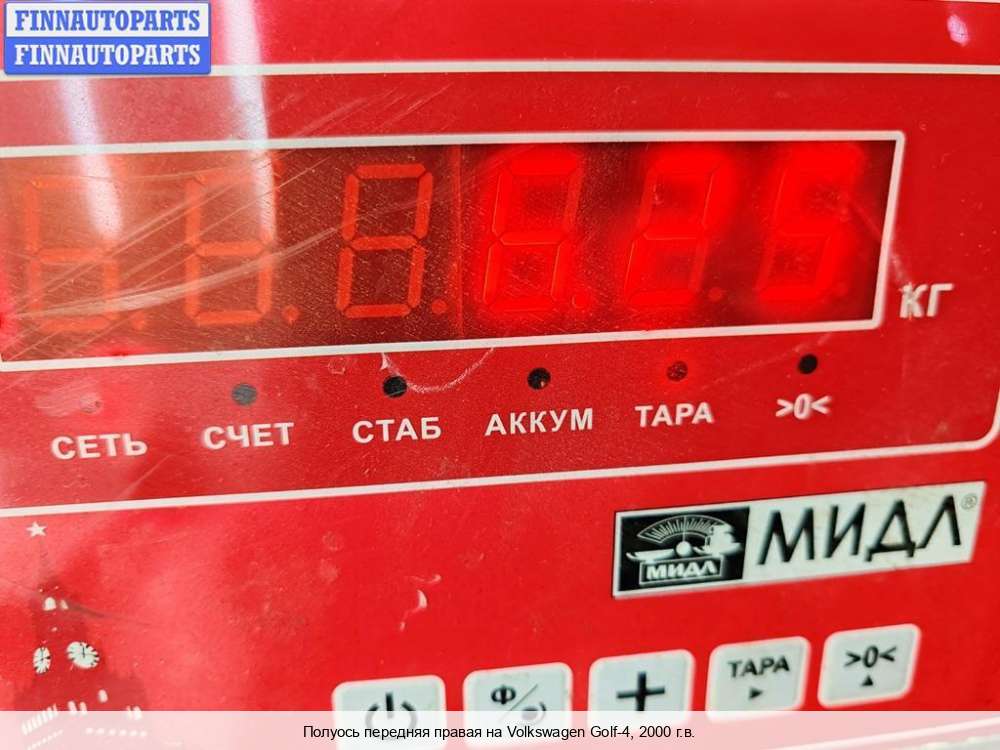 FINNAUTOPARTS
FINNAUTOPARTS
КГ
СЕТЬ СЧЕТ СТАБ АККУМ ТАРА >0<
МИДЛ МИДЛ®
Ф
ТАРА >0<
Полуось передняя правая на Volkswagen Golf-4, 2000 г.в.